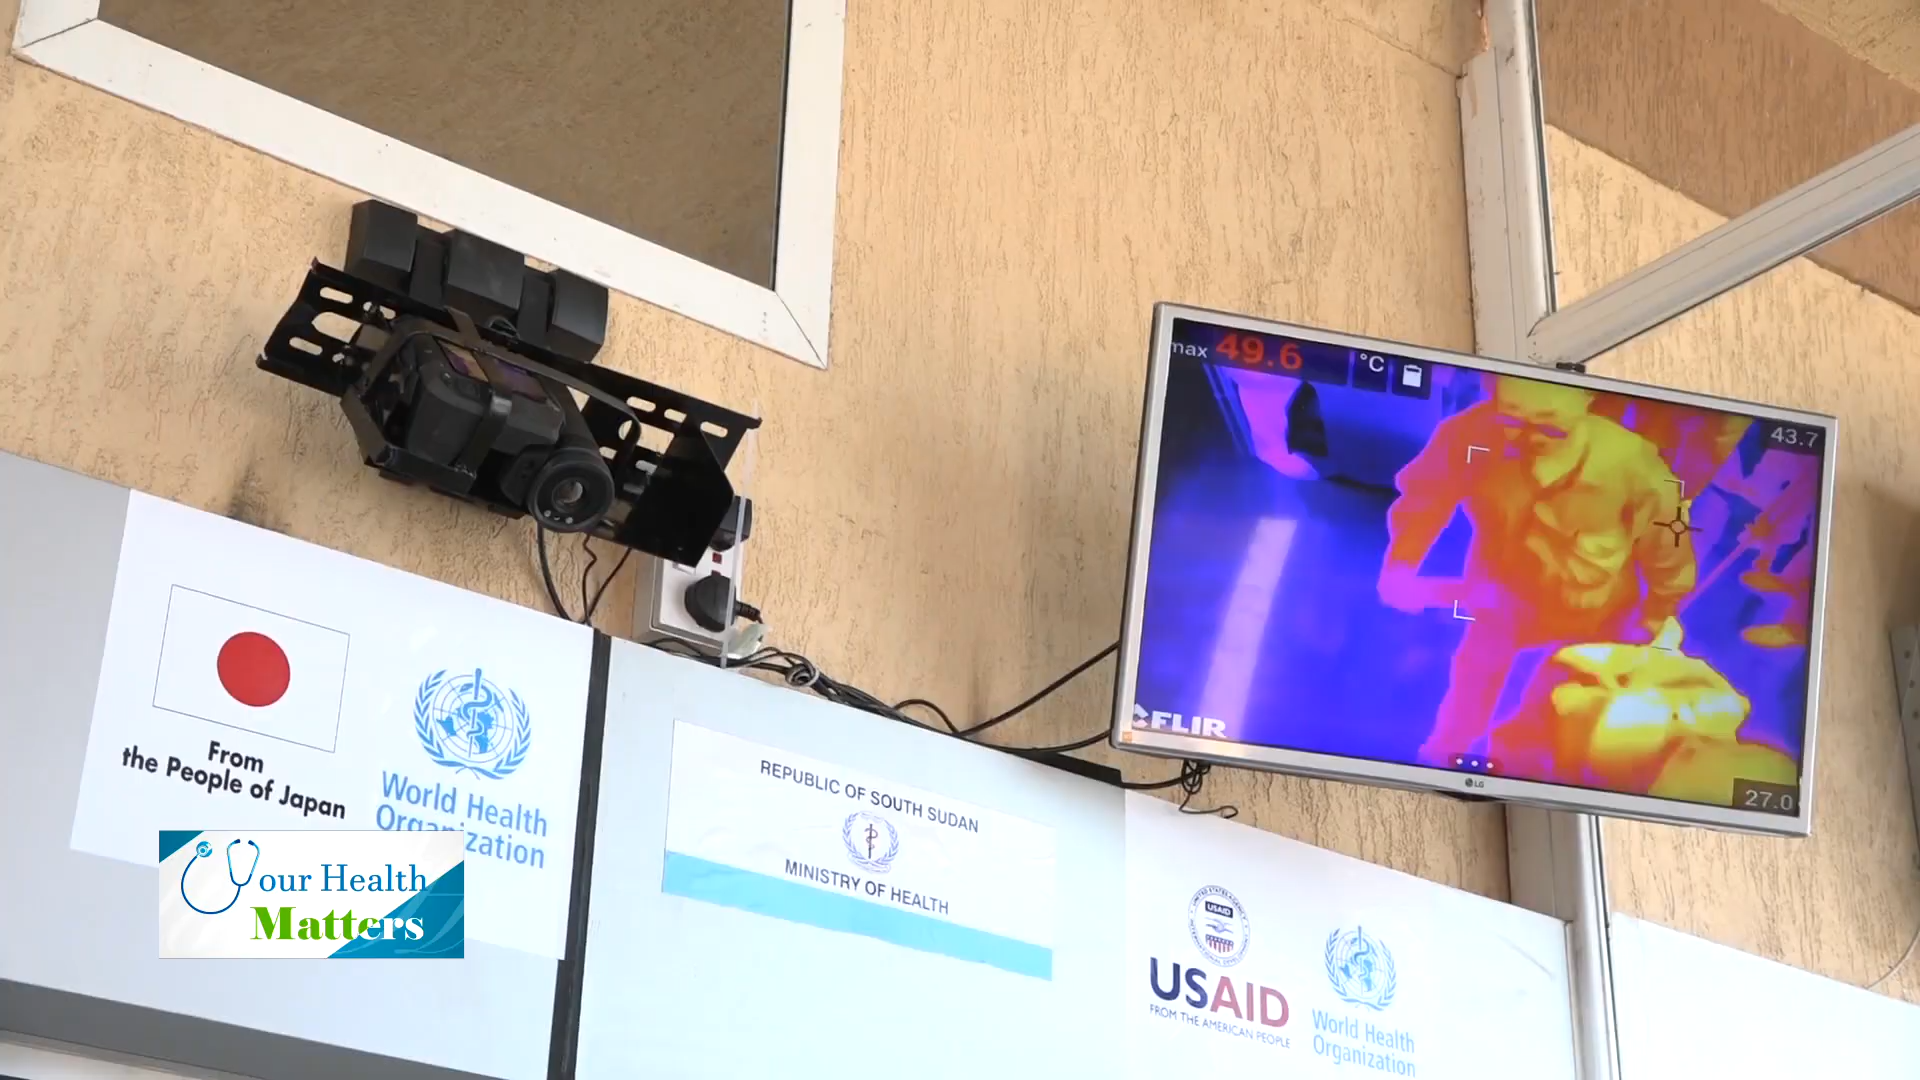 max 49.6 °C
43.7
FLIR
27.0
LG
From
the People of Japan
World Health
Organization
REPUBLIC OF SOUTH SUDAN
MINISTRY OF HEALTH
USAID
USAID
FROM THE AMERICAN PEOPLE
World Health
Organization
Your Health
Matters